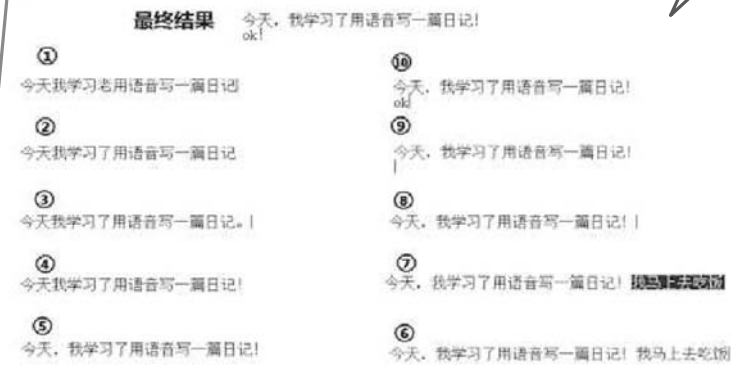 最终结果 今天，我学习了用语音写一篇日记！
ok！
①
今天我学习老用语音写一篇日记
②
今天我学习了用语音写一篇日记
③
今天我学习了用语音写一篇日记。
④
今天我学习了用语音写一篇日记！
⑤
今天，我学习了用语音写一篇日记！
⑩
今天，我学习了用语音写一篇日记！
ok
⑨
今天，我学习了用语音写一篇日记！
⑧
今天，我学习了用语音写一篇日记！
⑦
今天，我学习了用语音写一篇日记！我马上去吃饭
⑥
今天，我学习了用语音写一篇日记！我马上去吃饭